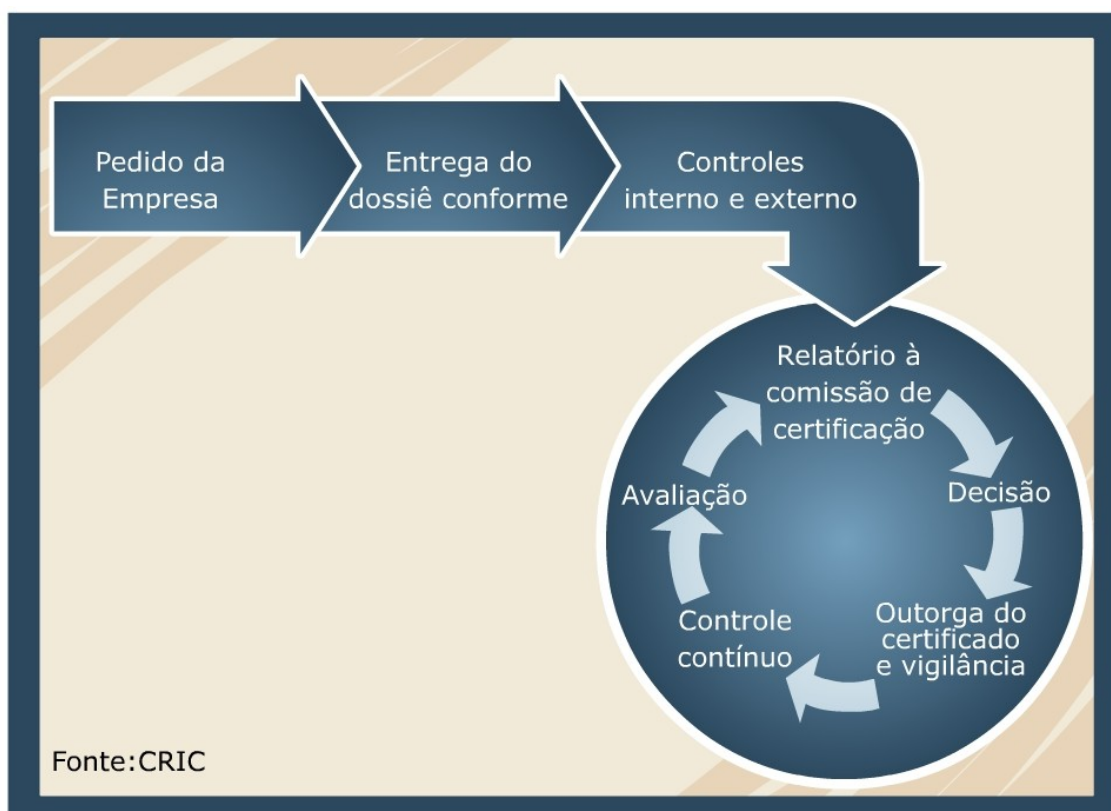 Pedido da
Empresa
Entrega do
dossiê conforme
Controles
interno e externo
Relatório à
comissão de
certificação
Decisão
Outorga do
certificado
e vigilância
Controle
contínuo
Avaliação
Fonte:CRIC